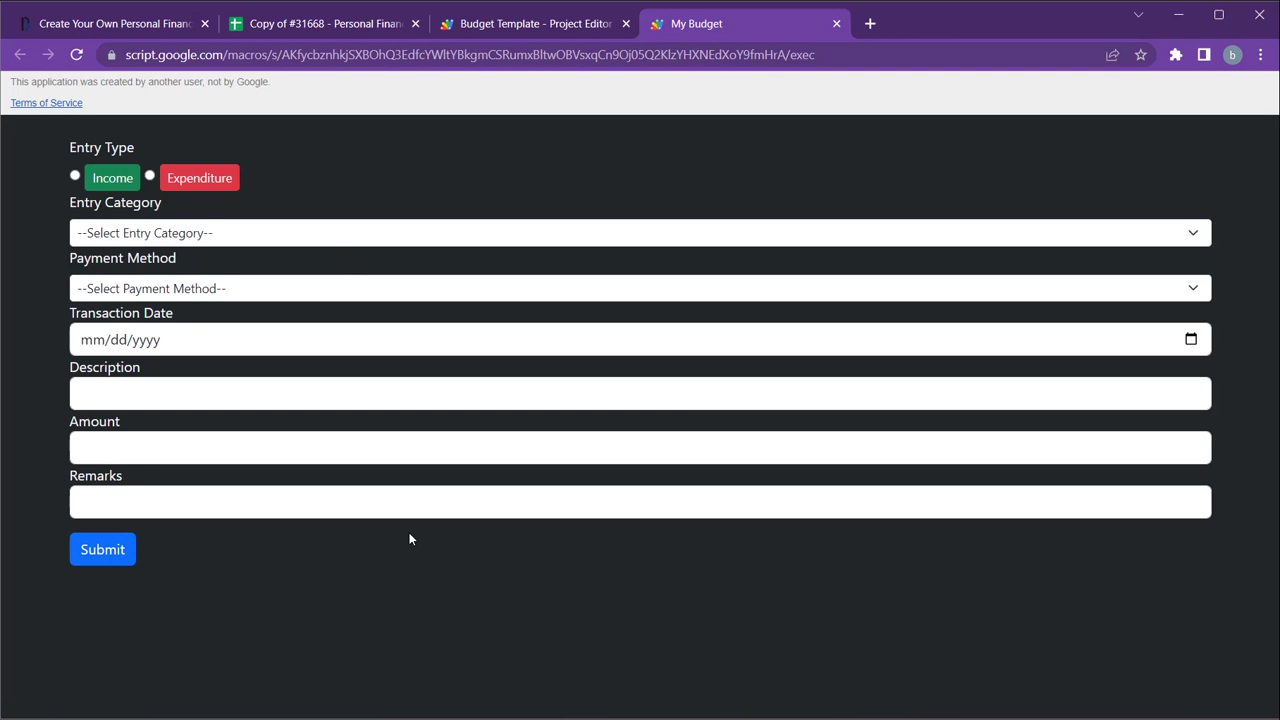 Create Your Own Personal Financ
Copy of #31668 - Personal Finan
Budget Template - Project Editor
My Budget
script.google.com/macros/s/AKfycbznhkjSXBOhQ3EdfcYWltYBkgmCSRumxBltwOBVsxqCn9Oj05Q2KlzYHXNEdXoY9fmHrA/exec
b
This application was created by another user, not by Google.
Terms of Service
Entry Type
Income Expenditure
Entry Category
--Select Entry Category--
Payment Method
--Select Payment Method--
Transaction Date
mm/dd/yyyy
Description
Amount
Remarks
Submit